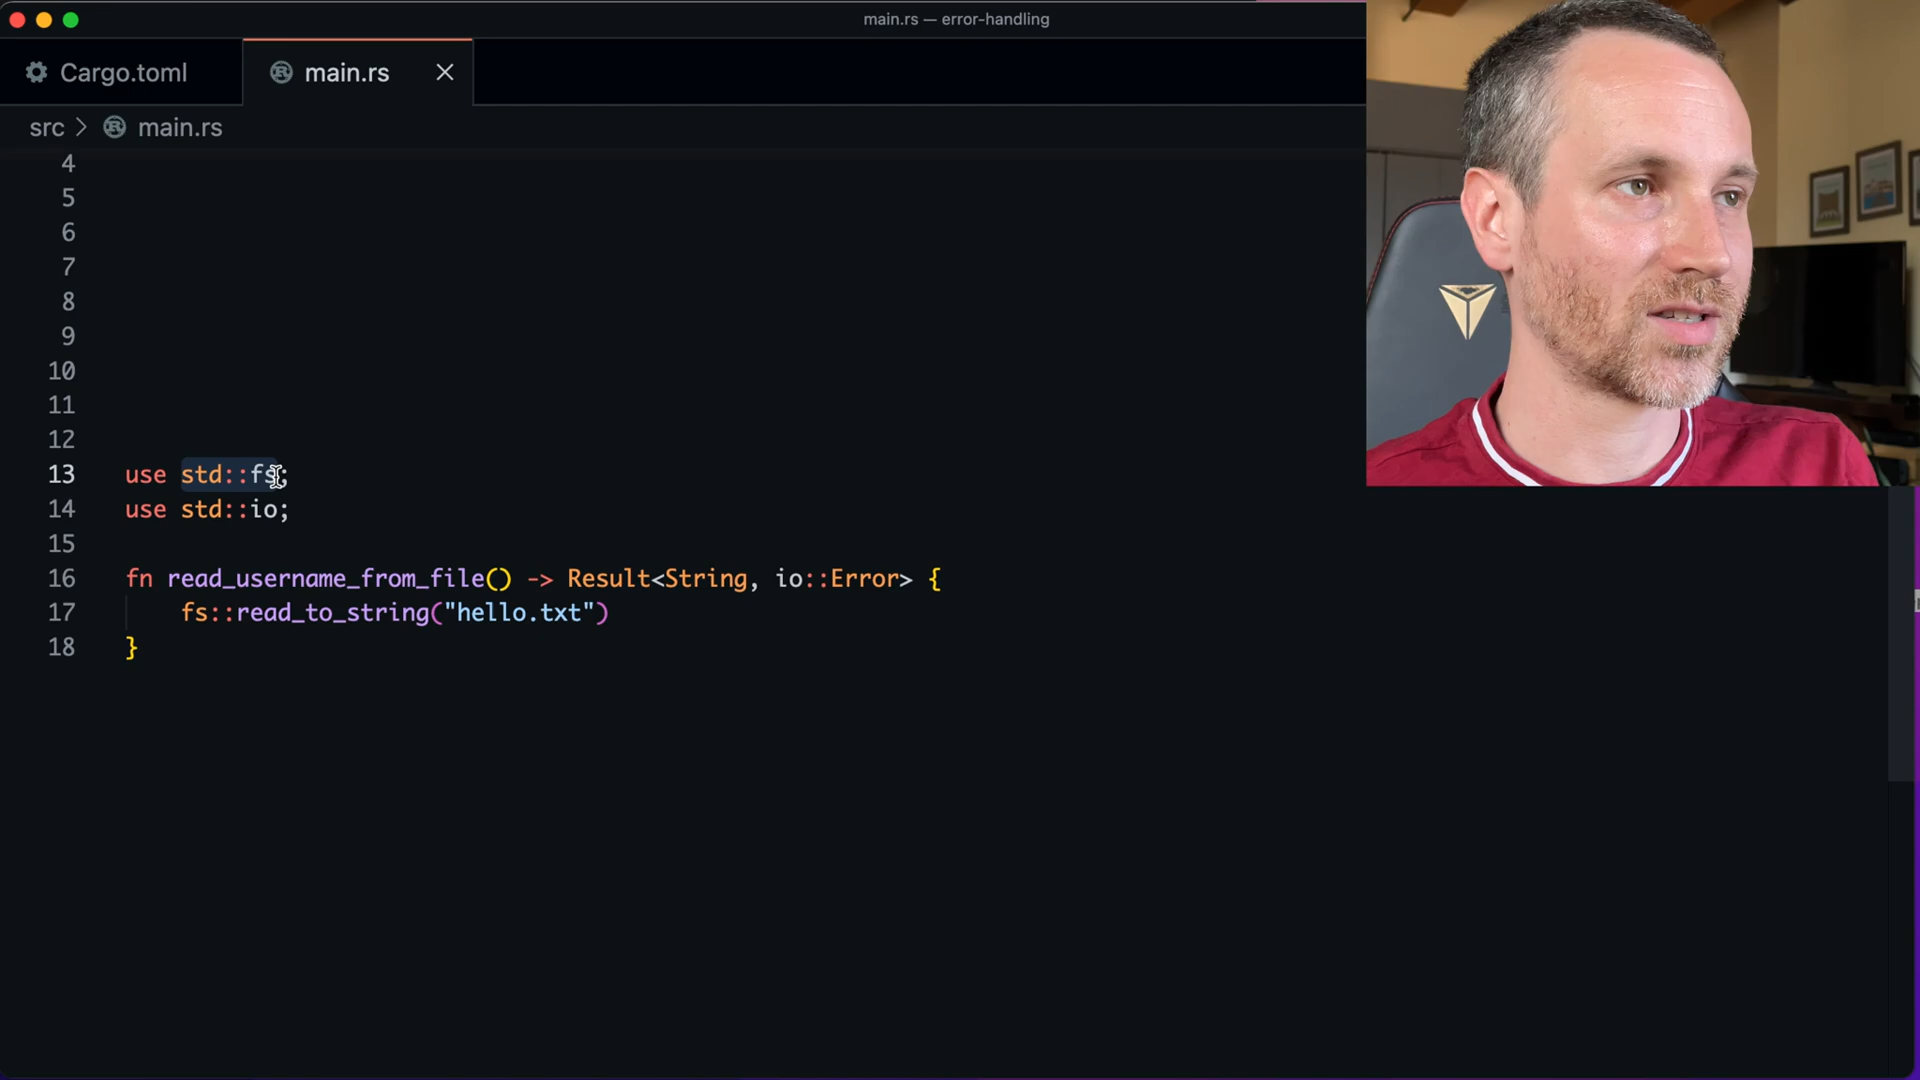 main.rs — error-handling
Cargo.toml
main.rs
src > main.rs
4
5
6
7
8
9
10
11
12
13 use std::fs;
14 use std::io;
15
16 fn read_username_from_file() -> Result<String, io::Error> {
17 fs::read_to_string("hello.txt")
18 }